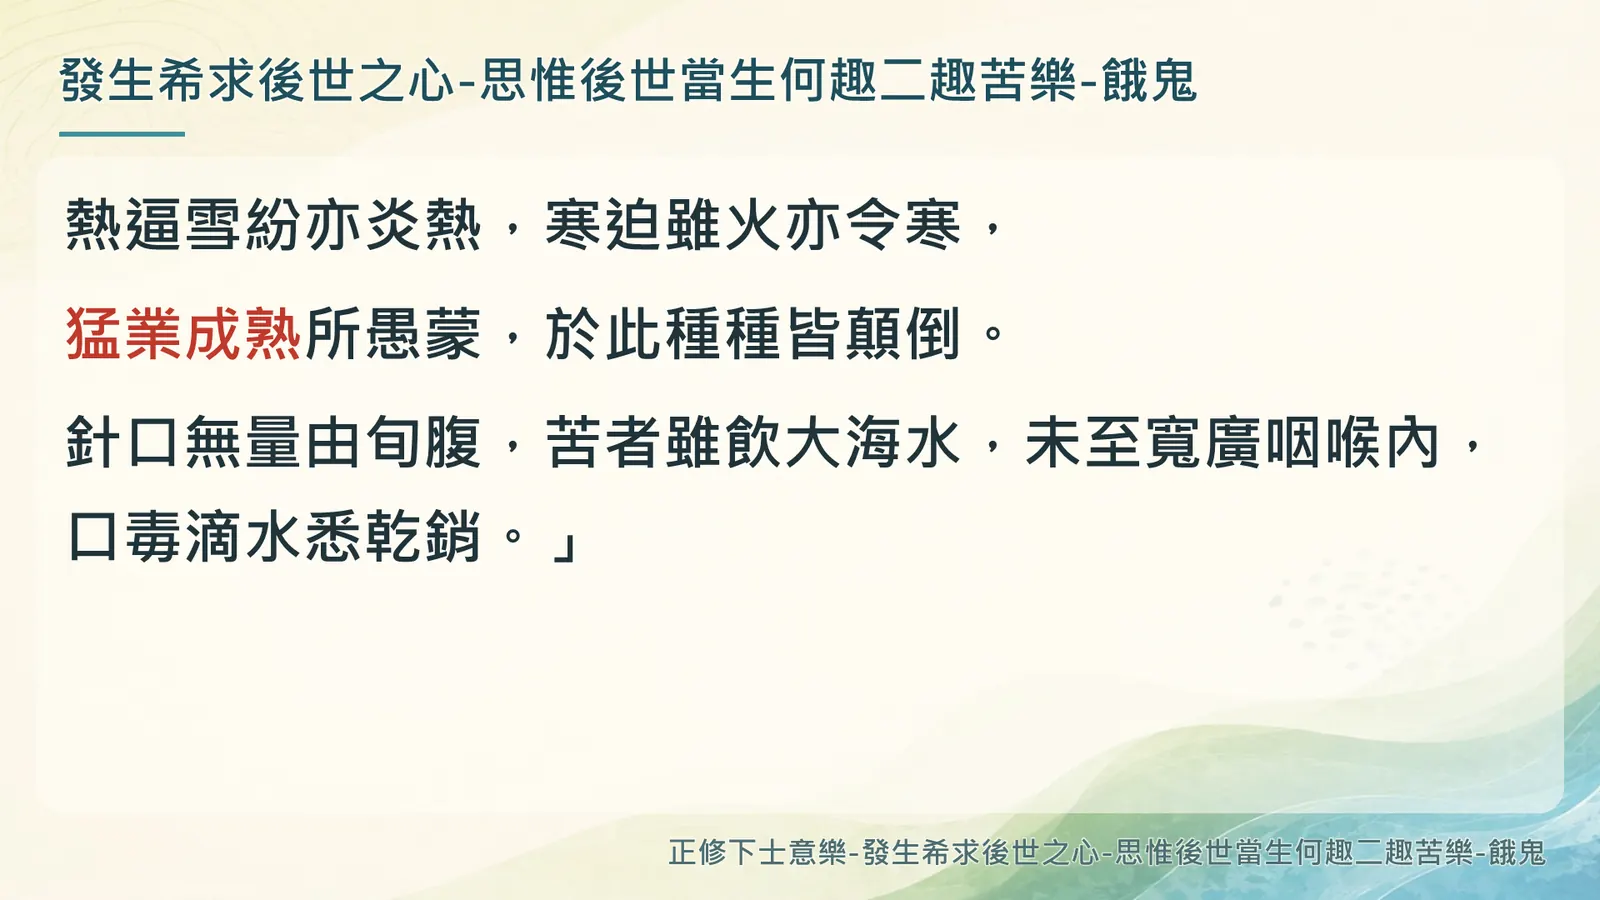 發生希求後世之心-思惟後世當生何趣二趣苦樂-餓鬼
熱逼雪紛亦炎熱，寒迫雖火亦令寒，
猛業成熟所愚蒙，於此種種皆顛倒。
針口無量由旬腹，苦者雖飲大海水，未至寬廣咽喉內，
口毒滴水悉乾銷。」
正修下士意樂-發生希求後世之心-思惟後世當生何趣二趣苦樂-餓鬼